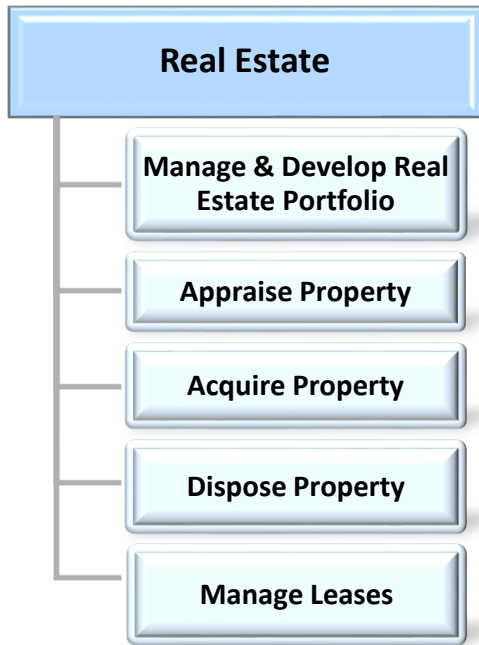 Real Estate
Manage & Develop Real
Estate Portfolio
Appraise Property
Acquire Property
Dispose Property
Manage Leases